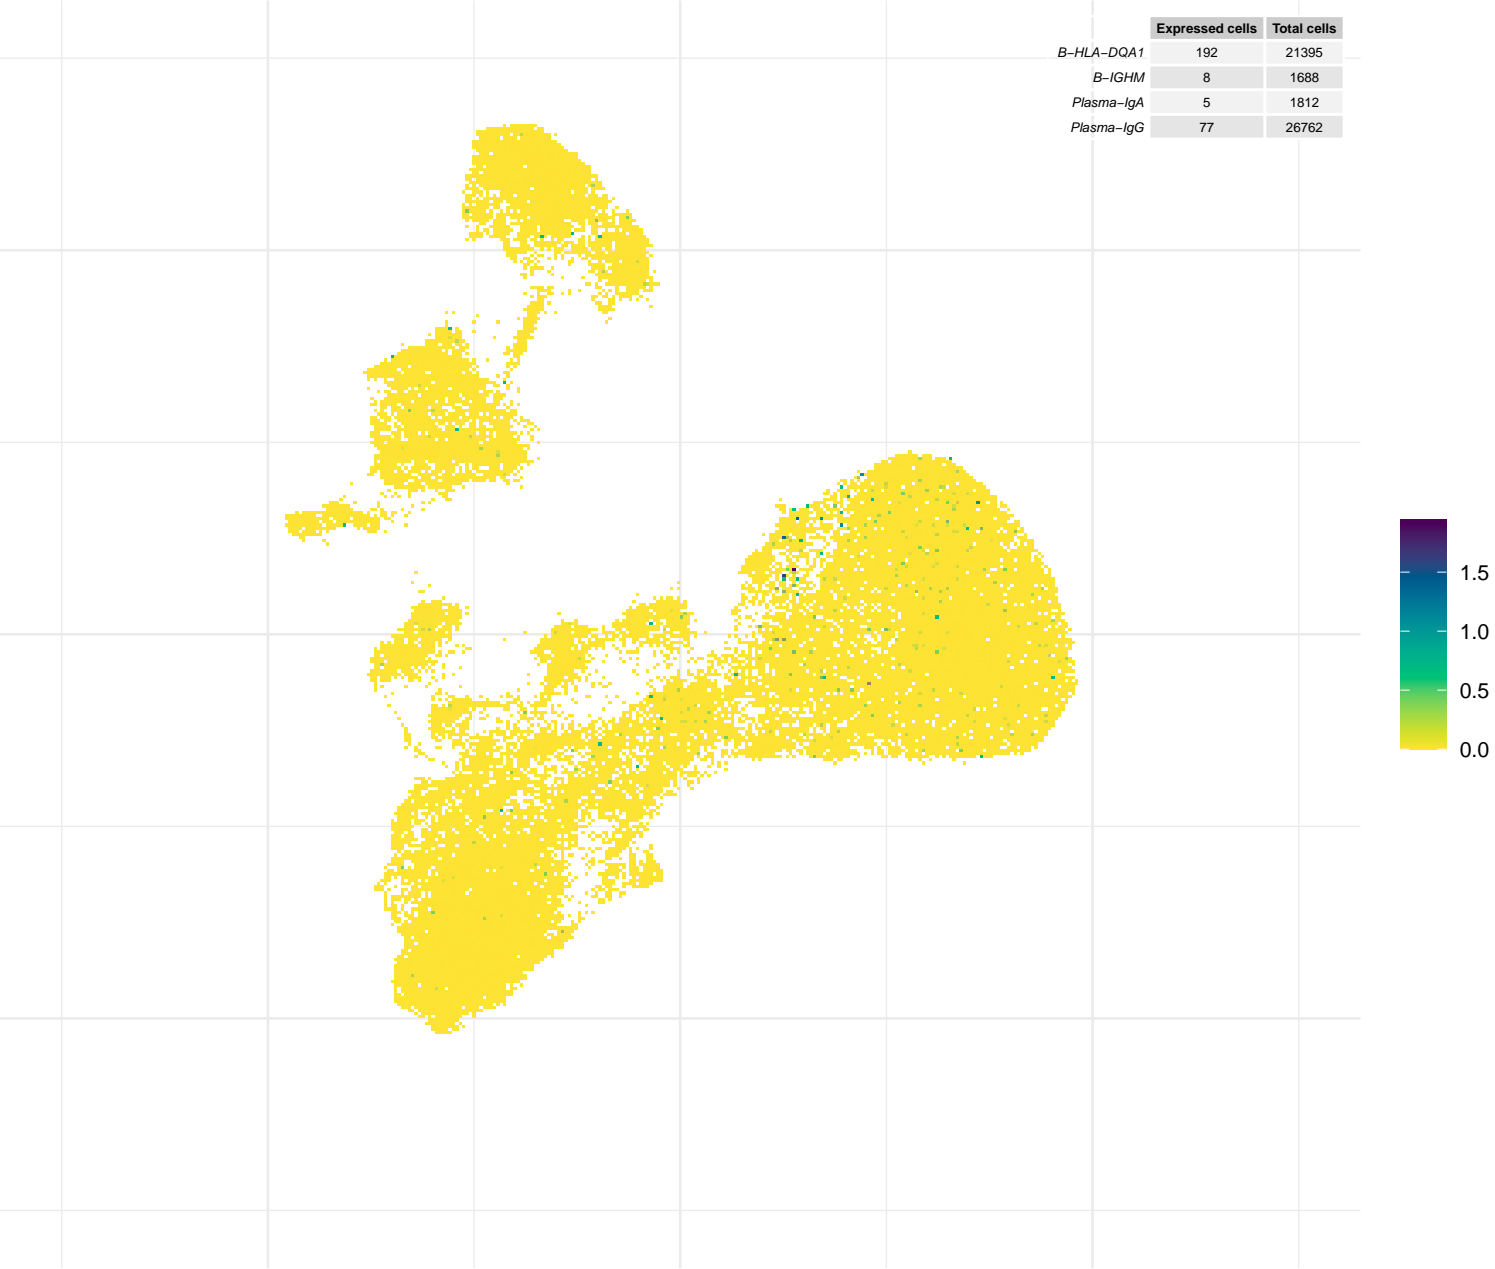 Expressed cells Total cells
B−HLA−DQA1 192 21395
B−IGHM 8 1688
Plasma−IgA 5 1812
Plasma−IgG 77 26762
1.5
1.0
0.5
0.0